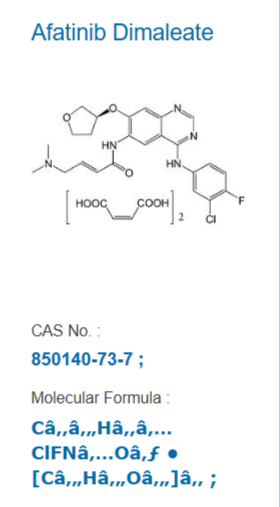 Afatinib Dimaleate
O
O
N
N
HN
O
N
HN
F
Cl
HOOC
COOH
2
CAS No. :
850140-73-7 ;
Molecular Formula :
Câ‚‚â‚„Hâ‚‚â‚…
ClFNâ‚…Oâ‚ƒ ●
[Câ‚„Hâ‚„Oâ‚„]â‚‚ ;